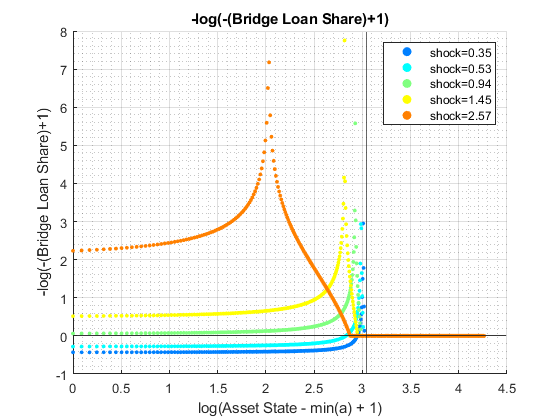 -log(-(Bridge Loan Share)+1)
8
7
6
5
4
3
2
1
0
-1
-log(-(Bridge Loan Share)+1)
shock=0.35
shock=0.53
shock=0.94
shock=1.45
shock=2.57
0 0.5 1 1.5 2 2.5 3 3.5 4 4.5
log(Asset State - min(a) + 1)